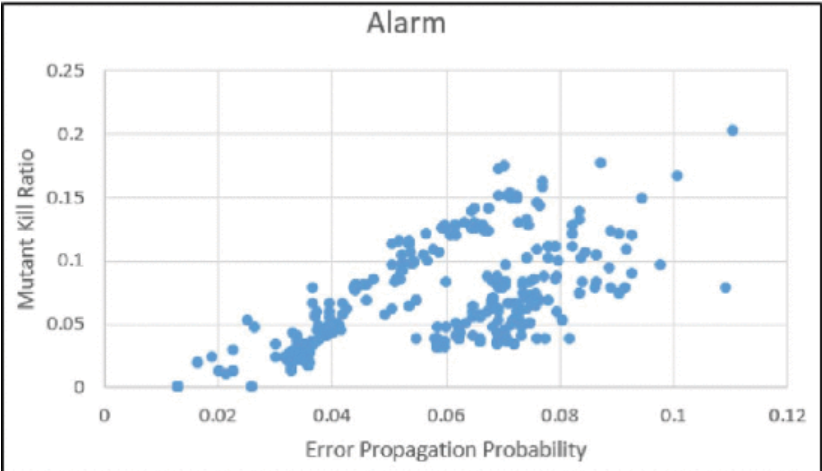 Alarm
0.25
0.2
0.15
0.1
0.05
0
0 0.02 0.04 0.06 0.08 0.1 0.12
Mutant Kill Ratio
Error Propagation Probability